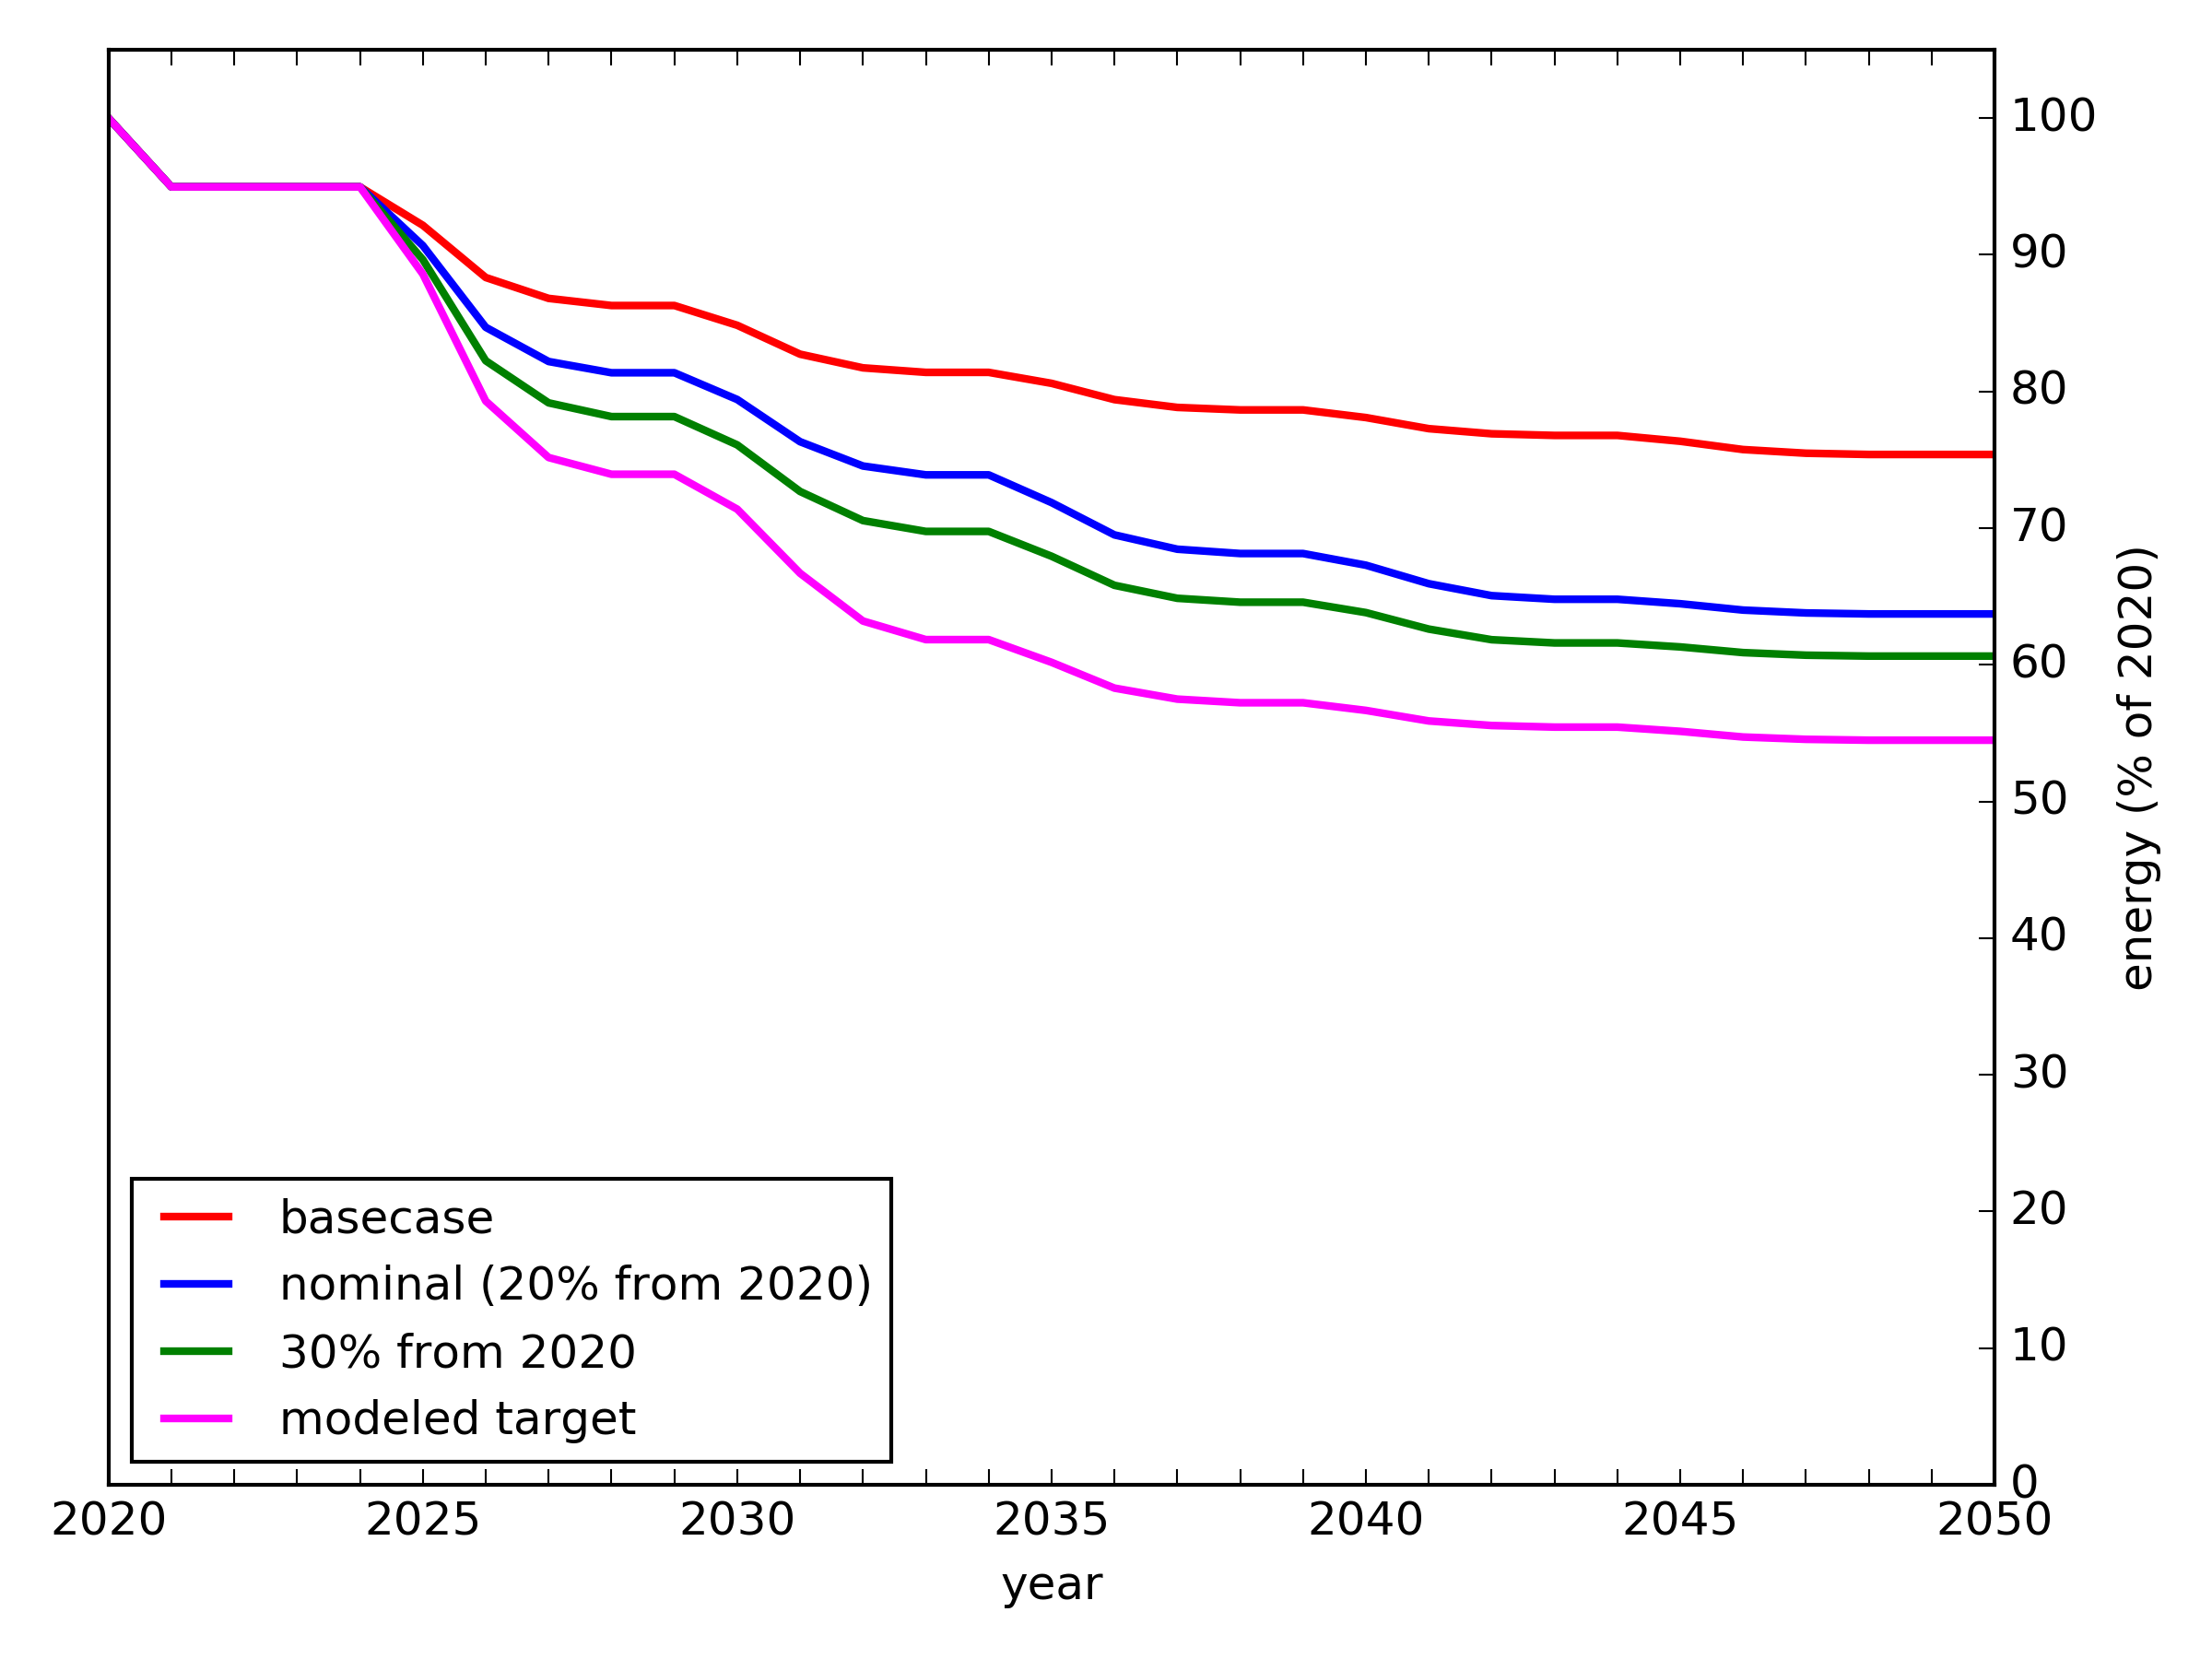 100
90
80
70
60
50
40
30
20
10
0
energy (% of 2020)
basecase
nominal (20% from 2020)
30% from 2020
modeled target
2020 2025 2030 2035 2040 2045 2050
year